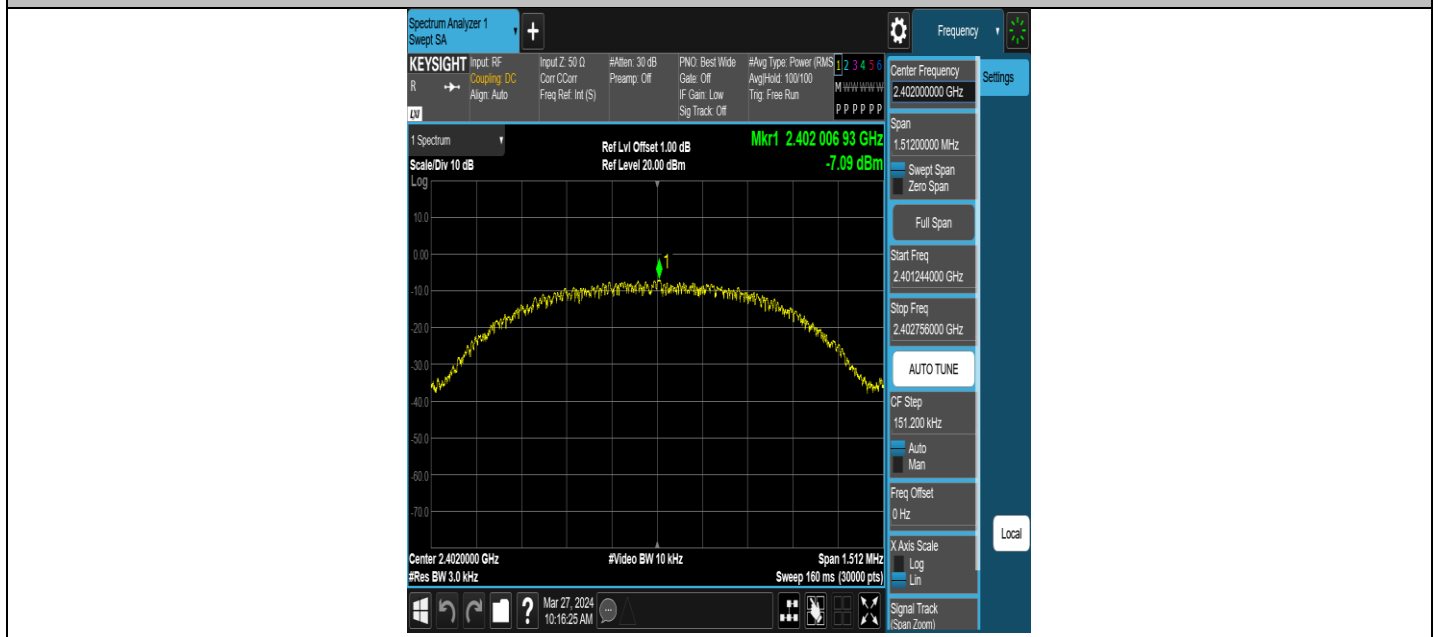 Spectrum Analyzer 1
Swept SA
Frequency
KEYSIGHT
R
LXI
Input: RF
Coupling: DC
Align: Auto
Input Z: 50 Ω
Corr CCorr
Freq Ref: Int (S)
#Atten: 30 dB
Preamp: Off
PNO: Best Wide
Gate: Off
IF Gain: Low
Sig Track: Off
#Avg Type: Power (RMS
Avg|Hold: 100/100
Trig: Free Run
1 2 3 4 5 6
M W W W W W
P P P P P P
1 Spectrum
Scale/Div 10 dB
Ref Lvl Offset 1.00 dB
Ref Level 20.00 dBm
Mkr1 2.402 006 93 GHz
-7.09 dBm
Log
10.0
0.00
-10.0
-20.0
-30.0
-40.0
-50.0
-60.0
-70.0
1
Center 2.4020000 GHz
#Res BW 3.0 kHz
#Video BW 10 kHz
Span 1.512 MHz
Sweep 160 ms (30000 pts)
Center Frequency
2.402000000 GHz
Settings
Span
1.51200000 MHz
Swept Span
Zero Span
Full Span
Start Freq
2.401244000 GHz
Stop Freq
2.402756000 GHz
AUTO TUNE
CF Step
151.200 kHz
Auto
Man
Freq Offset
0 Hz
X Axis Scale
Log
Lin
Local
Signal Track
(Span Zoom)
?
Mar 27, 2024
10:16:25 AM